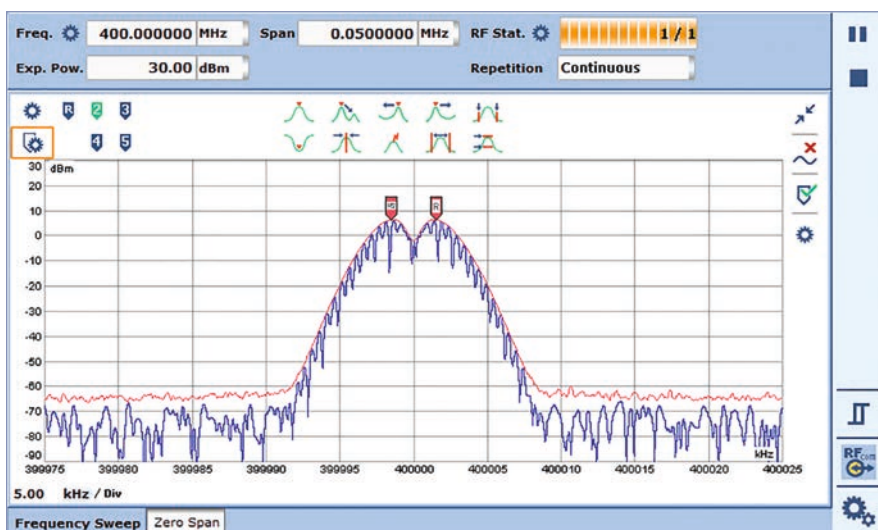 Freq. 400.000000 MHz Span 0.0500000 MHz RF Stat. 1 / 1
Exp. Pow. 30.00 dBm Repetition Continuous
R 2 3
4 5
30 dBm
20
10
0
-10
-20
-30
-40
-50
-60
-70
-80
-90
R
kHz
399975 399980 399985 399990 399995 400000 400005 400010 400015 400020 400025
5.00 kHz / Div
RF com
Frequency Sweep Zero Span